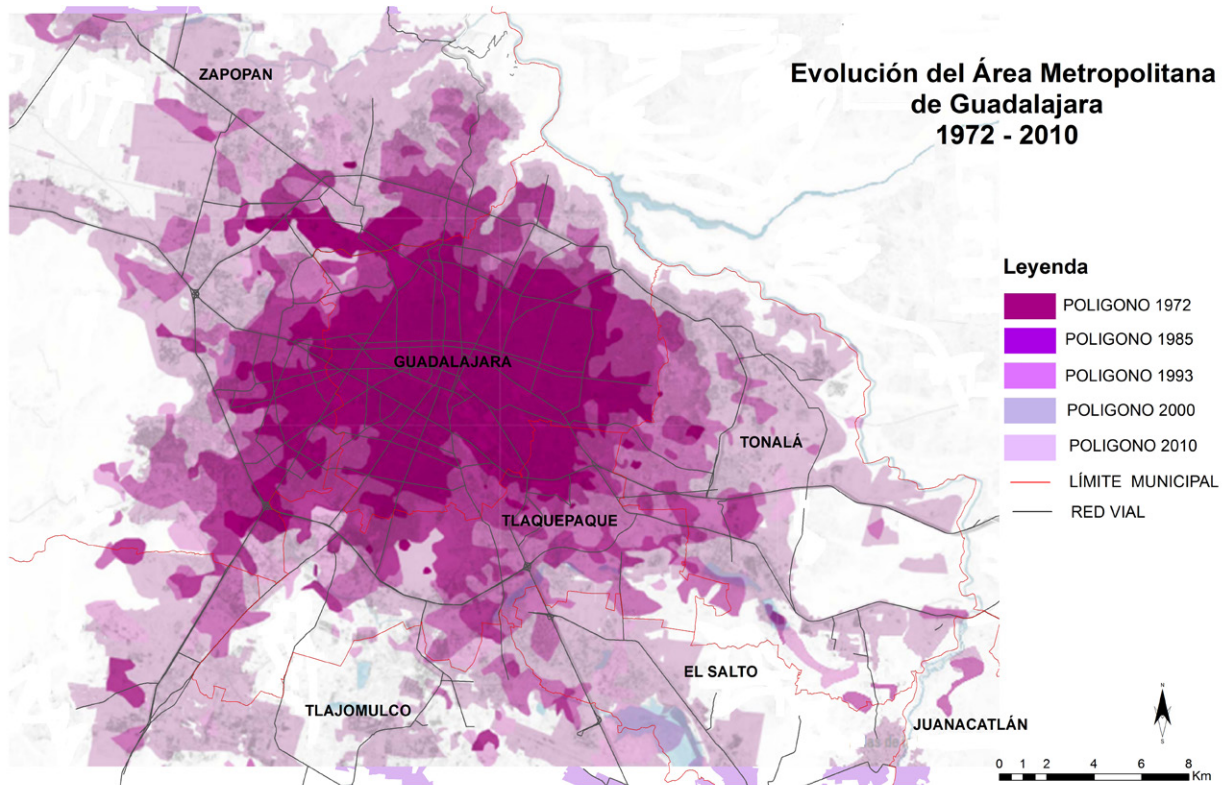 Evolución del Área Metropolitana
de Guadalajara
1972 - 2010
ZAPOPAN
GUADALAJARA
TONALÁ
TLAQUEPAQUE
EL SALTO
TLAJOMULCO
JUANACATLÁN
Leyenda
POLIGONO 1972
POLIGONO 1985
POLIGONO 1993
POLIGONO 2000
POLIGONO 2010
LÍMITE MUNICIPAL
RED VIAL
N
S
0 1 2 4 6 8
Km